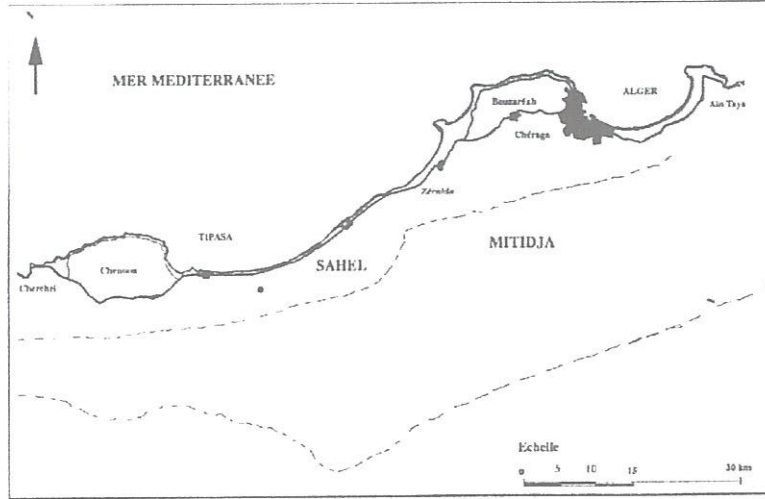 MER MEDITERRANEE
ALGER
Bouzaréah
Ain Taya
Chéraga
Zéralda
TIPASA
MITIDJA
SAHEL
Chenoua
Cherchel
Echelle
0 5 10 15 30 km